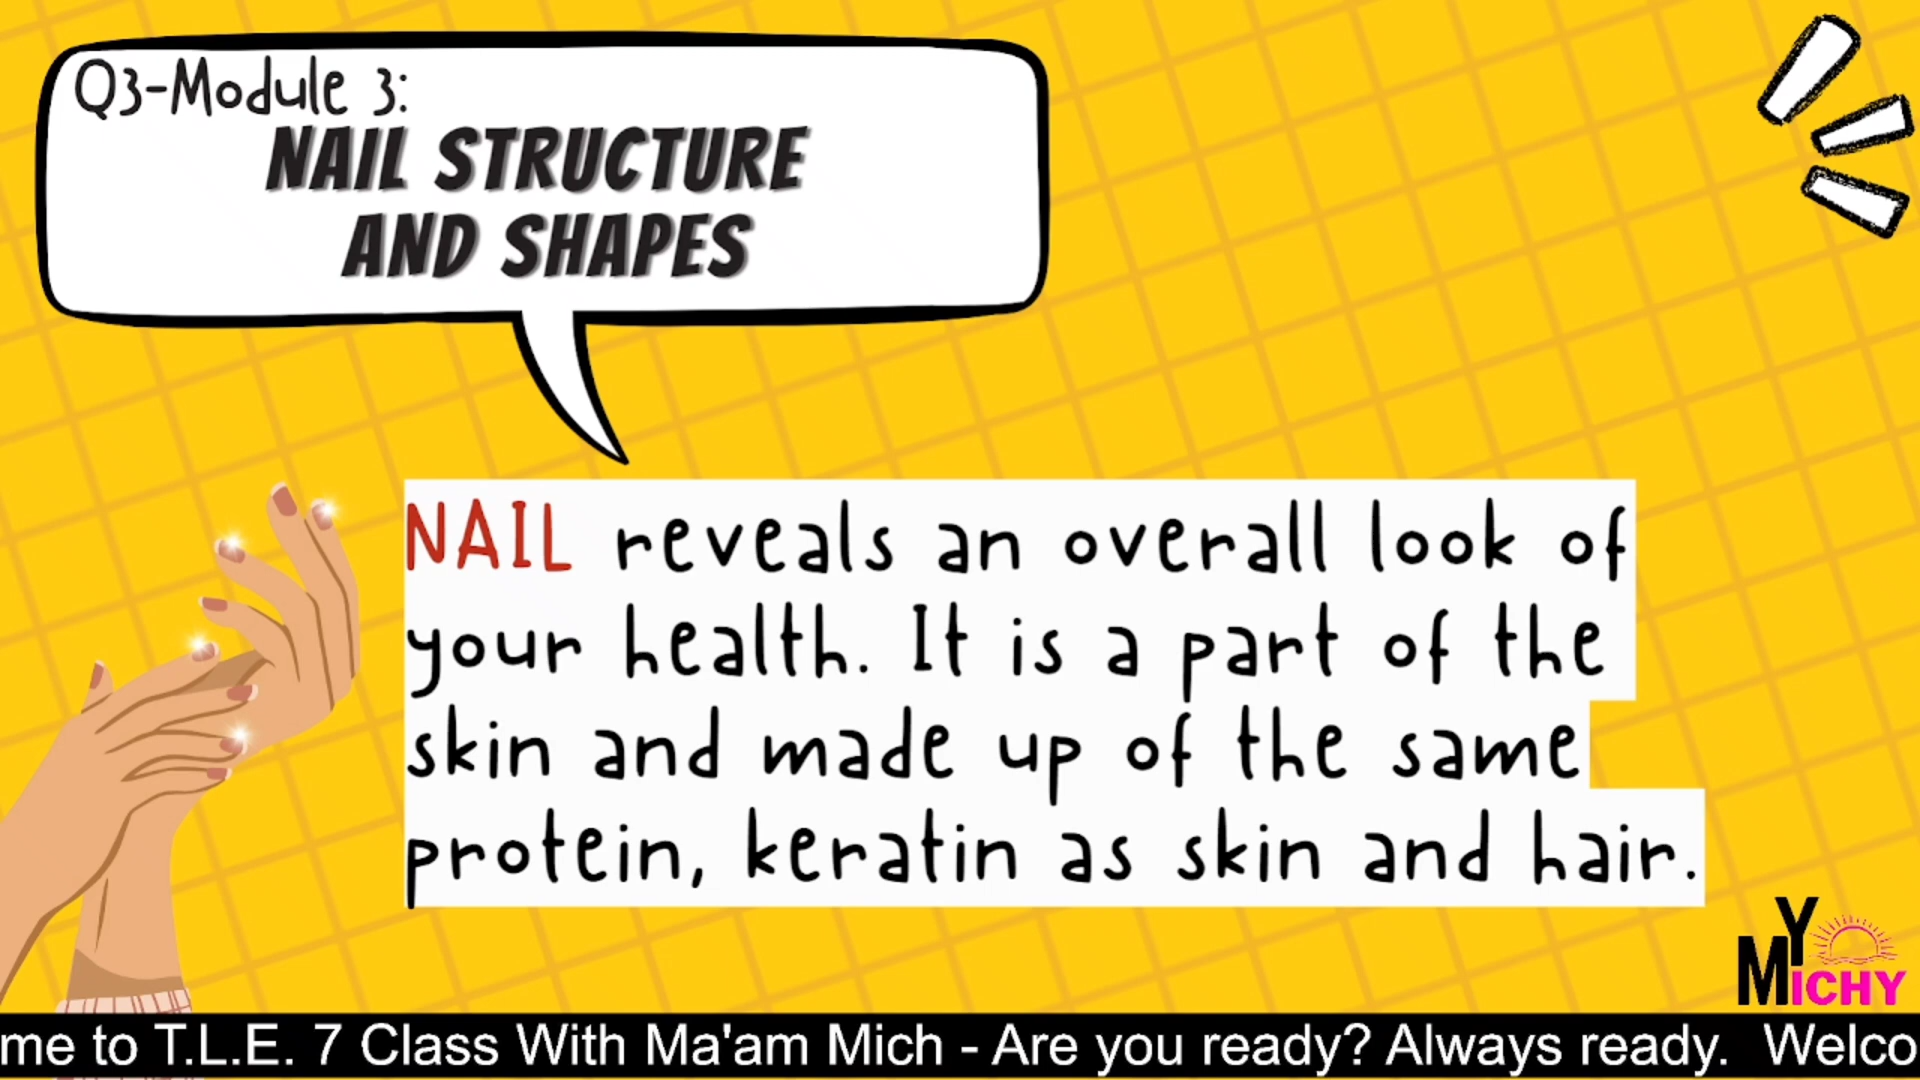 Q3-Module 3:
NAIL STRUCTURE
AND SHAPES
NAIL reveals an overall look of
your health. It is a part of the
skin and made up of the same
protein, keratin as skin and hair.
MY
MICHY
me to T.L.E. 7 Class With Ma'am Mich - Are you ready? Always ready. Welco